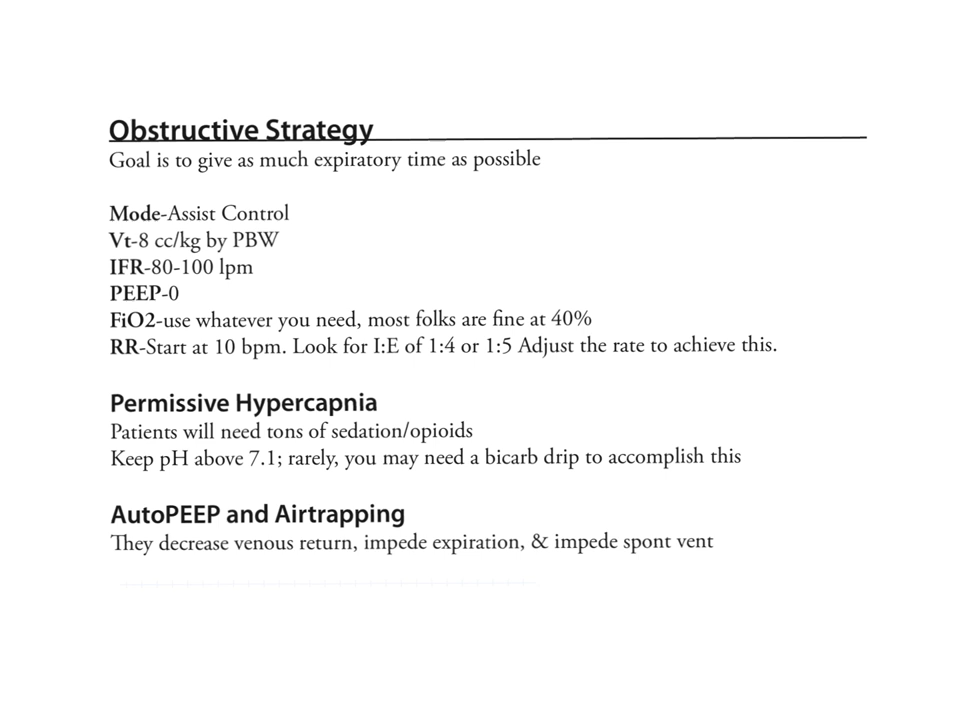 Obstructive Strategy
Goal is to give as much expiratory time as possible
Mode-Assist Control
Vt-8 cc/kg by PBW
IFR-80-100 lpm
PEEP-0
FiO2-use whatever you need, most folks are fine at 40%
RR-Start at 10 bpm. Look for I:E of 1:4 or 1:5 Adjust the rate to achieve this.
Permissive Hypercapnia
Patients will need tons of sedation/opioids
Keep pH above 7.1; rarely, you may need a bicarb drip to accomplish this
AutoPEEP and Airtrapping
They decrease venous return, impede expiration, & impede spont vent